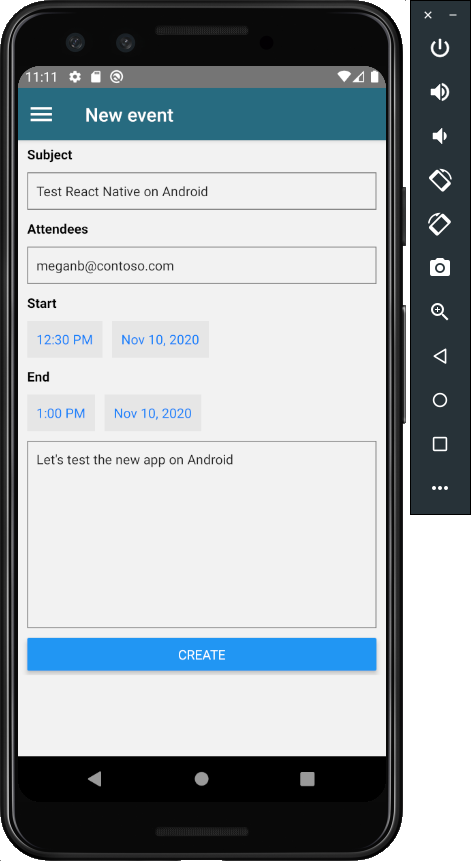 11:11
New event
Subject
Test React Native on Android
Attendees
meganb@contoso.com
Start
12:30 PM Nov 10, 2020
End
1:00 PM Nov 10, 2020
Let's test the new app on Android
CREATE